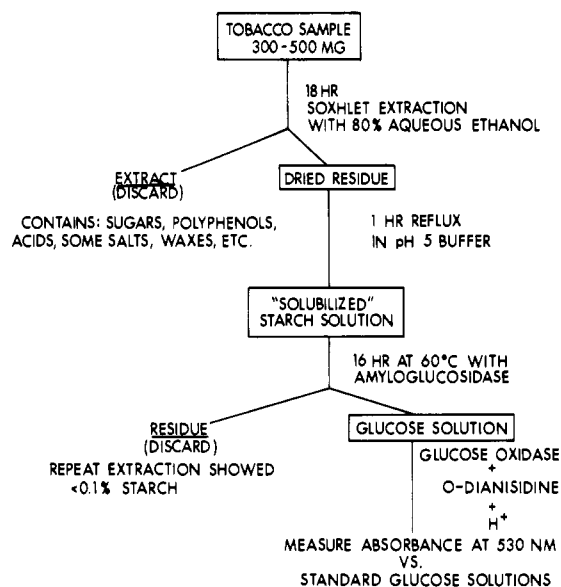 TOBACCO SAMPLE
300-500 MG
18 HR
SOXHLET EXTRACTION
WITH 80% AQUEOUS ETHANOL
EXTRACT
(DISCARD)
DRIED RESIDUE
CONTAINS: SUGARS, POLYPHENOLS,
ACIDS, SOME SALTS, WAXES, ETC.
1 HR REFLUX
IN pH 5 BUFFER
"SOLUBILIZED"
STARCH SOLUTION
16 HR AT 60°C WITH
AMYLOGLUCOSIDASE
RESIDUE
(DISCARD)
REPEAT EXTRACTION SHOWED
<0.1% STARCH
GLUCOSE SOLUTION
GLUCOSE OXIDASE
+
O-DIANISIDINE
+
H+
MEASURE ABSORBANCE AT 530 NM
VS.
STANDARD GLUCOSE SOLUTIONS